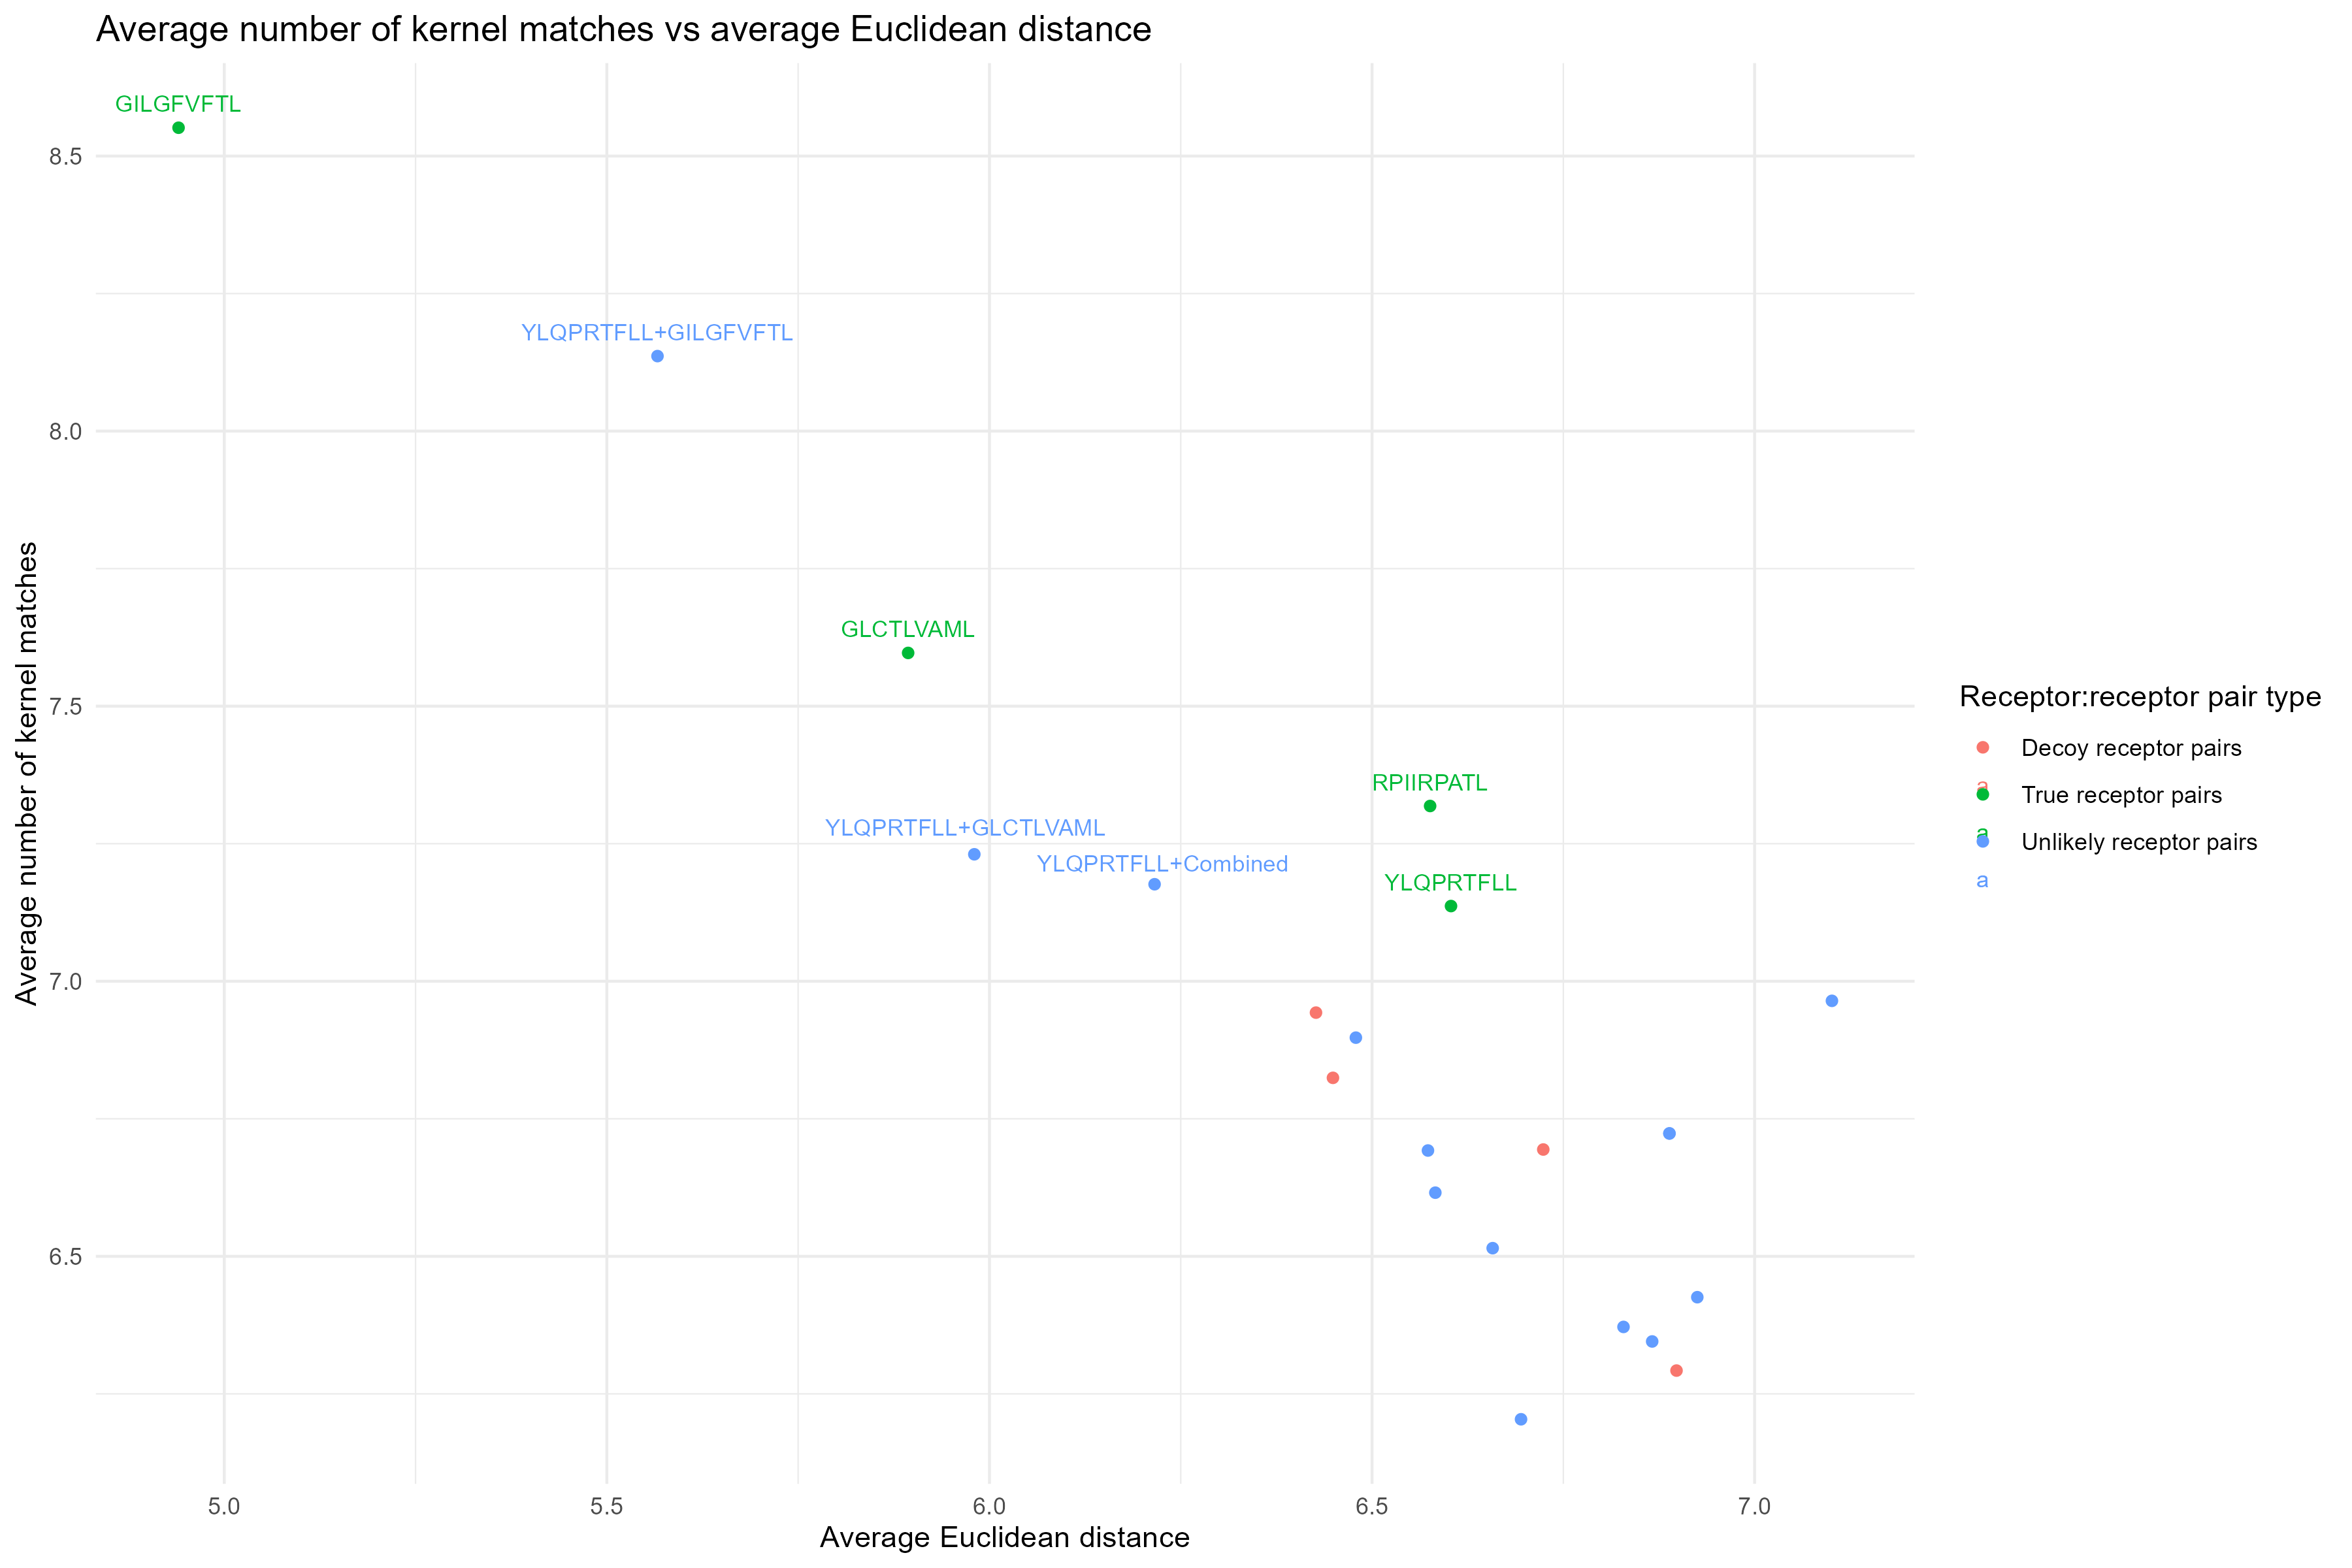 Average number of kernel matches vs average Euclidean distance
GILGFVFTL
8.5
YLQPRTFLL+GILGFVFTL
8.0
GLCTLVAML
7.5
RPIIRPATL
YLQPRTFLL+GLCTLVAML
YLQPRTFLL+Combined
YLQPRTFLL
7.0
6.5
Average number of kernel matches
5.0
5.5
6.0
6.5
7.0
Average Euclidean distance
Receptor:receptor pair type
Decoy receptor pairs
a
True receptor pairs
a
Unlikely receptor pairs
a